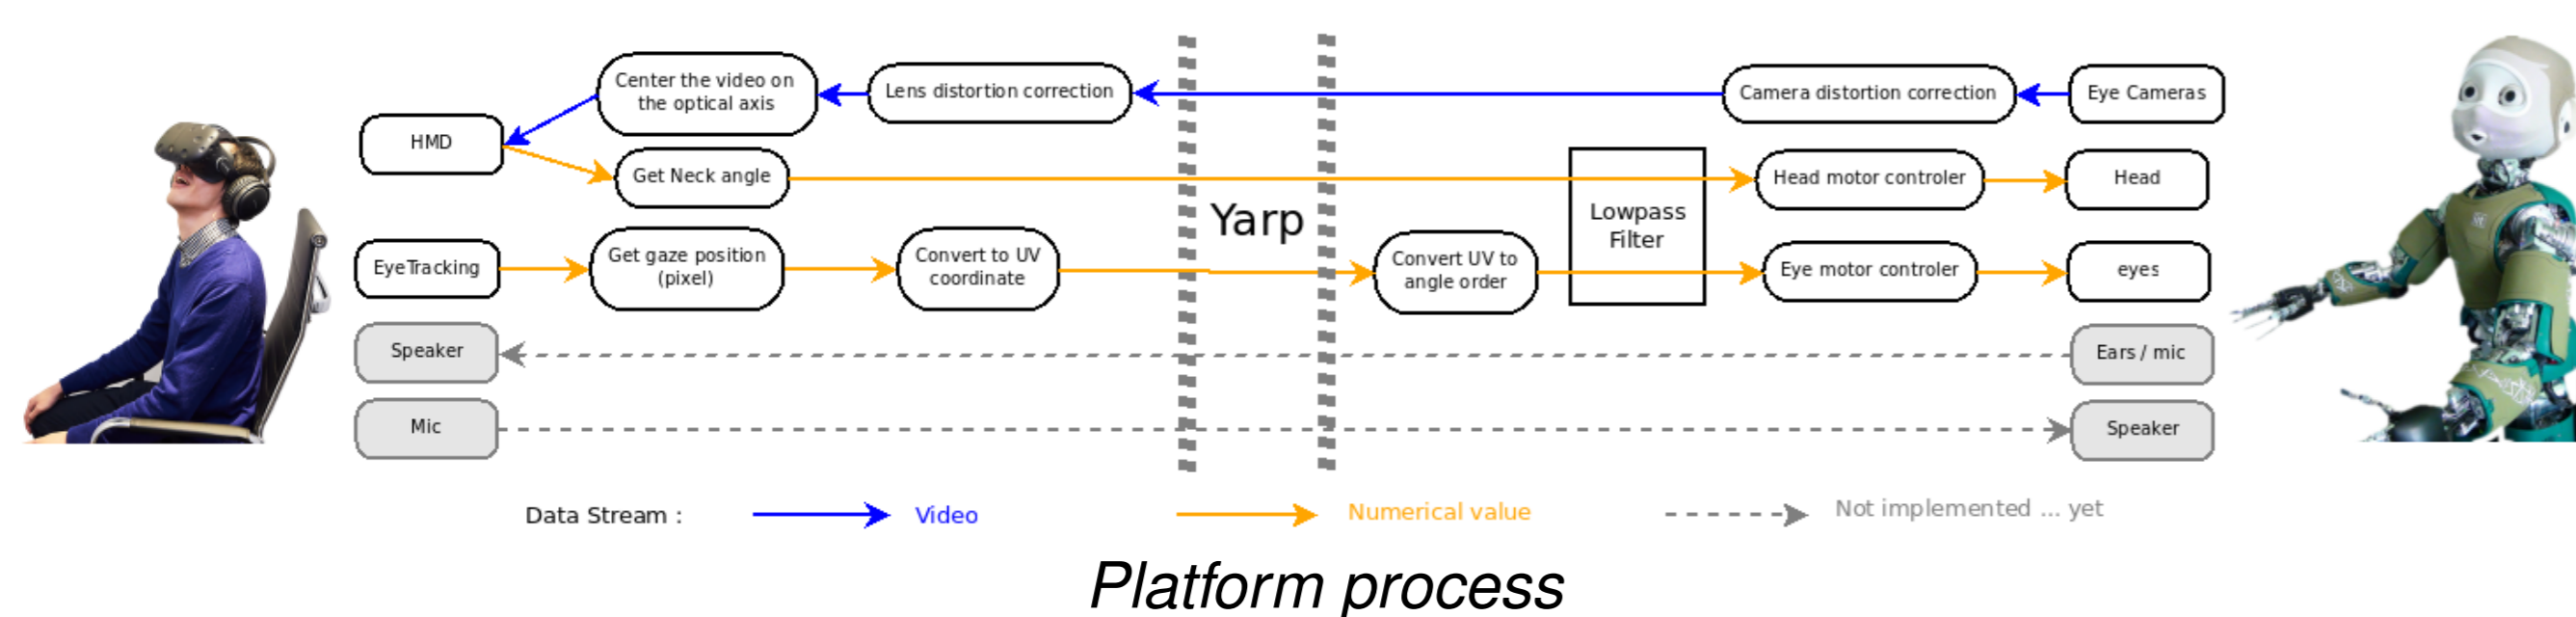 Center the video on
the optical axis
Lens distortion correction
Camera distortion correction
Eye Cameras
HMD
Get Neck angle
Head motor controler
Head
Yarp
Lowpass
Filter
EyeTracking
Get gaze position
(pixel)
Convert to UV
coordinate
Convert UV to
angle order
Eye motor controler
eyes
Speaker
Ears / mic
Mic
Speaker
Data Stream :
Video
Numerical value
Not implemented ... yet
Platform process